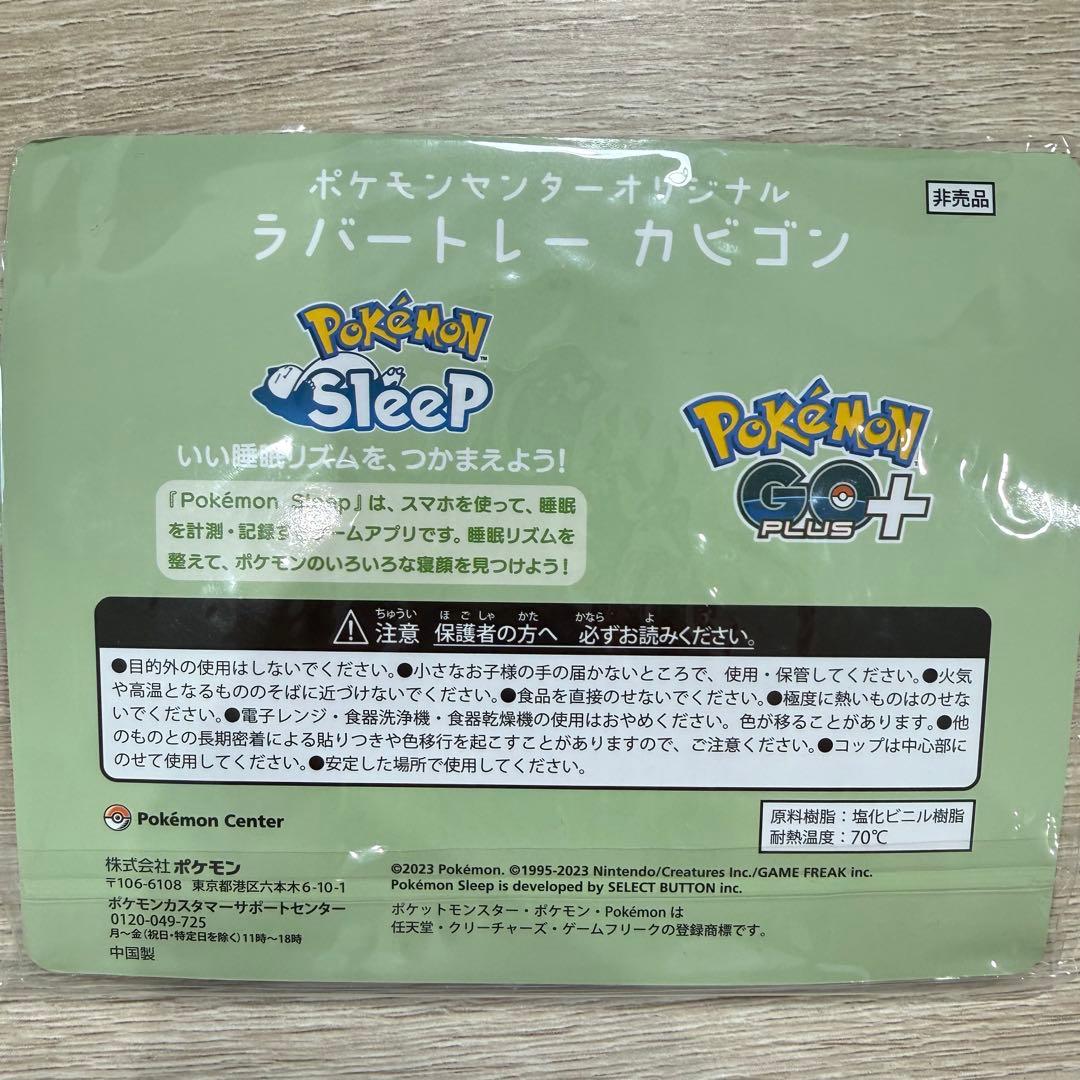 ポケモンセンターオリジナル
非売品
ラバートレー カビゴン
POKéMON
SleeP
いい睡眠リズムを、つかまえよう!
POKéMON
GO+
PLUS
『Pokémon Sleep』は、スマホを使って、睡眠
を計測・記録す ームアプリです。睡眠リズムを
整えて、ポケモンのいろいろな寝顔を見つけよう!
ちゅうい ほごしゃ かた かなら よ
注意 保護者の方へ 必ずお読みください。
●目的外の使用はしないでください。●小さなお子様の手の届かないところで、使用・保管してください。●火気
や高温となるもののそばに近づけないでください。●食品を直接のせないでください。●極度に熱いものはのせな
いでください。●電子レンジ・食器洗浄機・食器乾燥機の使用はおやめください。色が移ることがあります。●他
のものとの長期密着による貼りつきや色移行を起こすことがありますので、ご注意ください。●コップは中心部に
のせて使用してください。●安定した場所で使用してください。
Pokémon Center
原料樹脂:塩化ビニル樹脂
耐熱温度:70℃
株式会社ポケモン
〒106-6108 東京都港区六本木6-10-1
ポケモンカスタマーサポートセンター
0120-049-725
月〜金(祝日・特定日を除く)11時〜18時
中国製
©2023 Pokémon. ©1995-2023 Nintendo/Creatures Inc./GAME FREAK inc.
Pokémon Sleep is developed by SELECT BUTTON inc.
ポケットモンスター・ポケモン・Pokémon は
任天堂・クリーチャーズ・ゲームフリークの登録商標です。